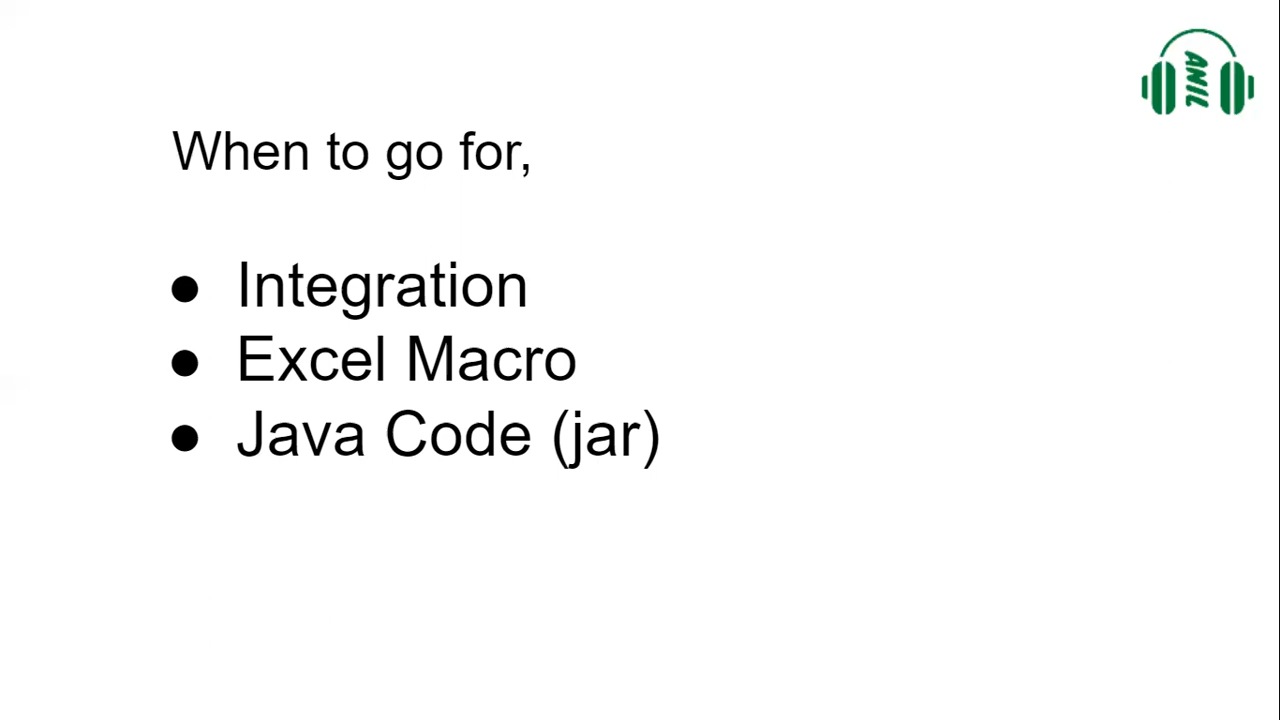 ANIL
When to go for,
● Integration
● Excel Macro
● Java Code (jar)